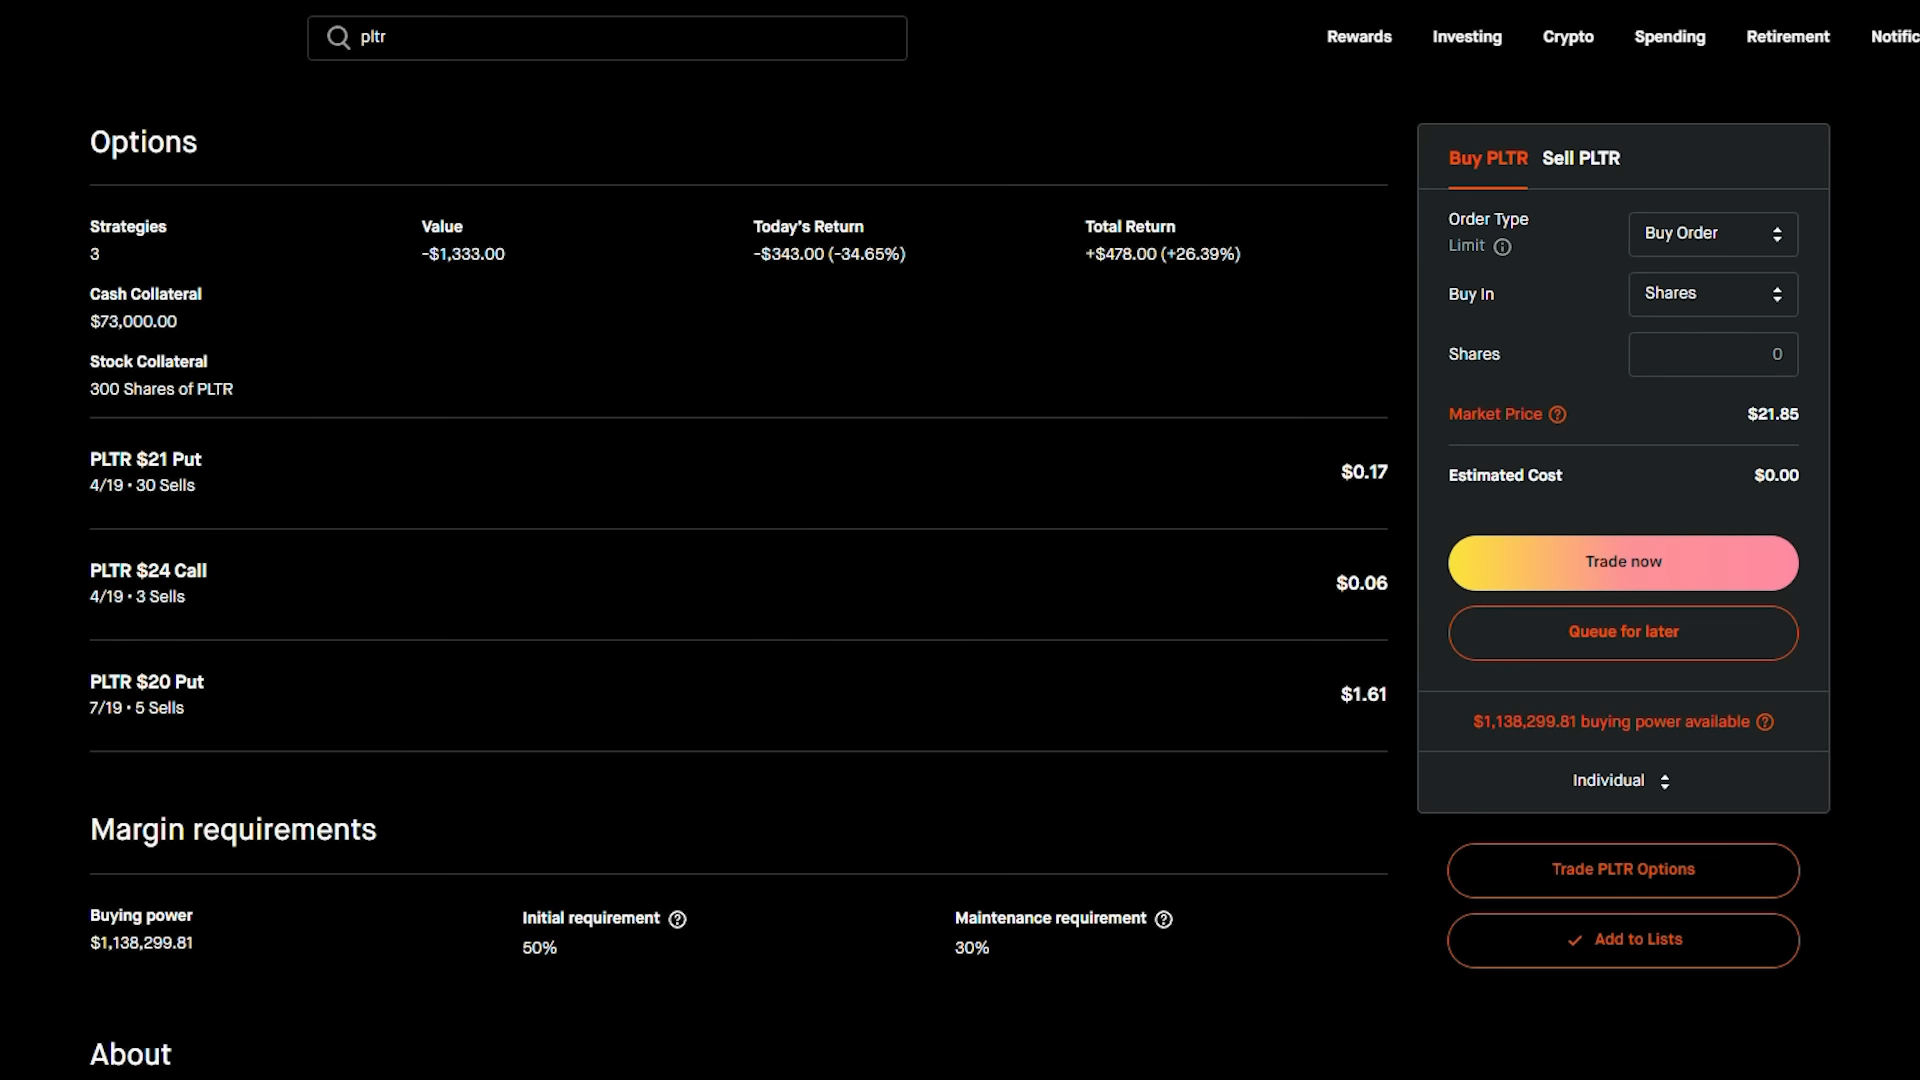 pltr
Rewards Investing Crypto Spending Retirement Notific
Options
Strategies Value Today's Return Total Return
3 -$1,333.00 -$343.00 (-34.65%) +$478.00 (+26.39%)
Cash Collateral
$73,000.00
Stock Collateral
300 Shares of PLTR
PLTR $21 Put
4/19 • 30 Sells
$0.17
PLTR $24 Call
4/19 • 3 Sells
$0.06
PLTR $20 Put
7/19 • 5 Sells
$1.61
Margin requirements
Buying power
$1,138,299.81
Initial requirement
50%
Maintenance requirement
30%
About
Buy PLTR Sell PLTR
Order Type
Limit
Buy Order
Buy In Shares
Shares 0
Market Price $21.85
Estimated Cost $0.00
Trade now
Queue for later
$1,138,299.81 buying power available
Individual
Trade PLTR Options
Add to Lists